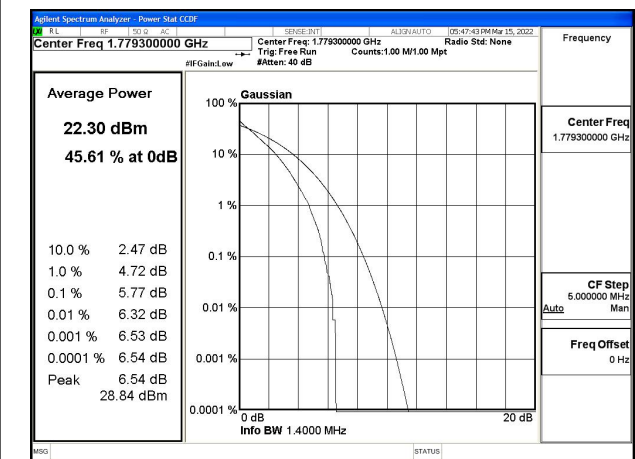 Agilent Spectrum Analyzer - Power Stat CCDF
RL RF 50 Ω AC SENSE:INT ALIGN AUTO 05:47:43 PM Mar 15, 2022
Center Freq 1.779300000 GHz
Center Freq: 1.779300000 GHz Radio Std: None
Trig: Free Run Counts:1.00 M/1.00 Mpt
#IFGain:Low #Atten: 40 dB
Frequency
Average Power
22.30 dBm
45.61 % at 0dB
10.0 % 2.47 dB
1.0 % 4.72 dB
0.1 % 5.77 dB
0.01 % 6.32 dB
0.001 % 6.53 dB
0.0001 % 6.54 dB
Peak 6.54 dB
28.84 dBm
Gaussian
100 %
10 %
1 %
0.1 %
0.01 %
0.001 %
0.0001 %
0 dB 20 dB
Info BW 1.4000 MHz
Center Freq
1.779300000 GHz
CF Step
5.000000 MHz
Auto Man
Freq Offset
0 Hz
MSG STATUS